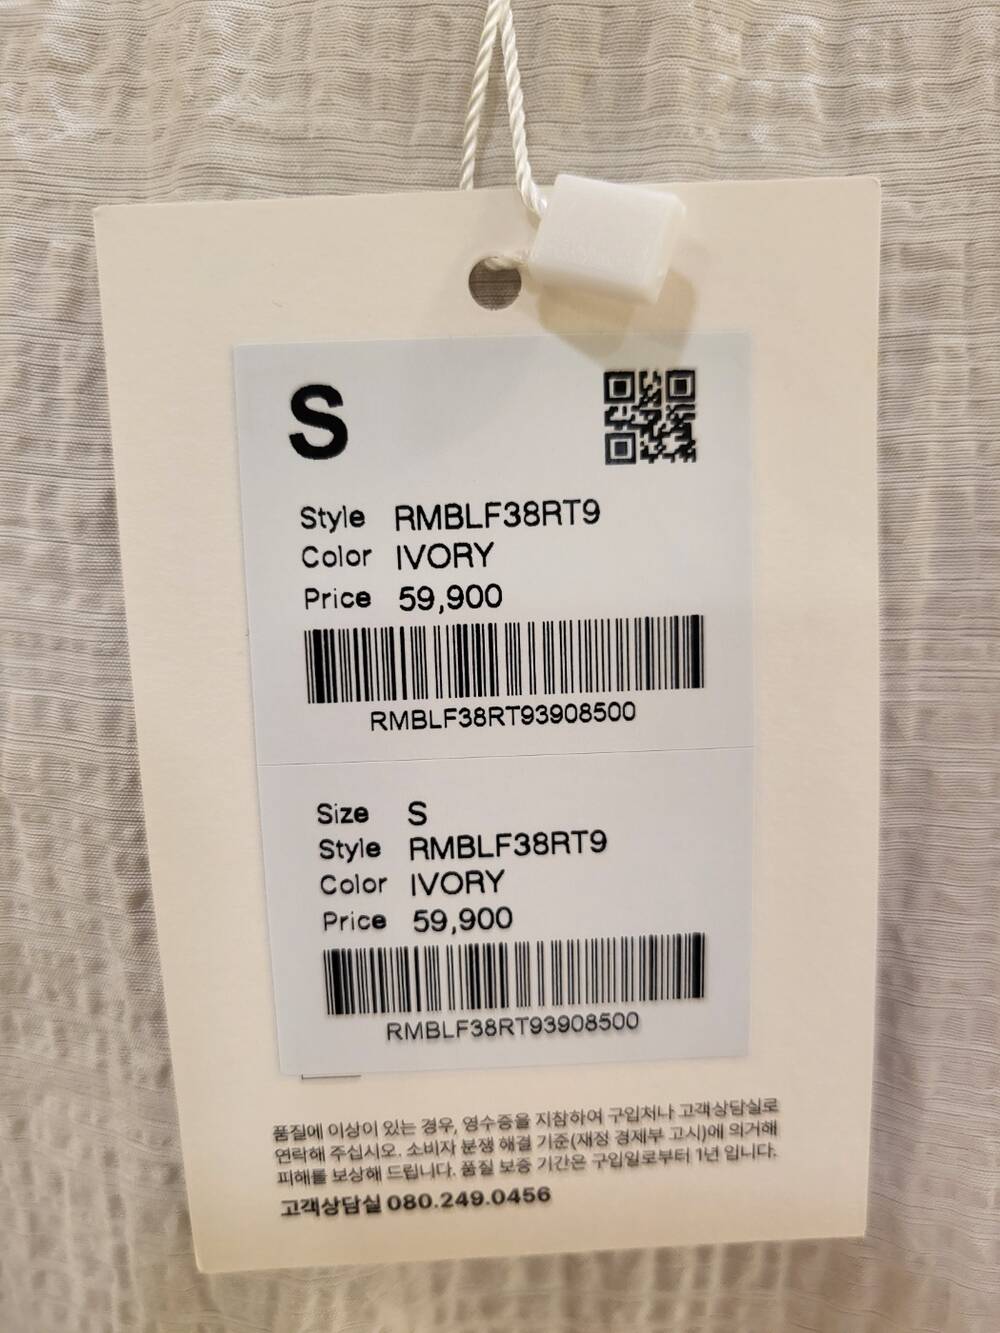 S
Style RMBLF38RT9
Color IVORY
Price 59,900
RMBLF38RT93908500
Size S
Style RMBLF38RT9
Color IVORY
Price 59,900
RMBLF38RT93908500
품질에 이상이 있는 경우, 영수증을 지참하여 구입처나 고객상담실로
연락해 주십시오. 소비자 분쟁 해결 기준(재정 경제부 고시)에 의거해
피해를 보상해 드립니다. 품질 보증 기간은 구입일로부터 1년 입니다.
고객상담실 080.249.0456